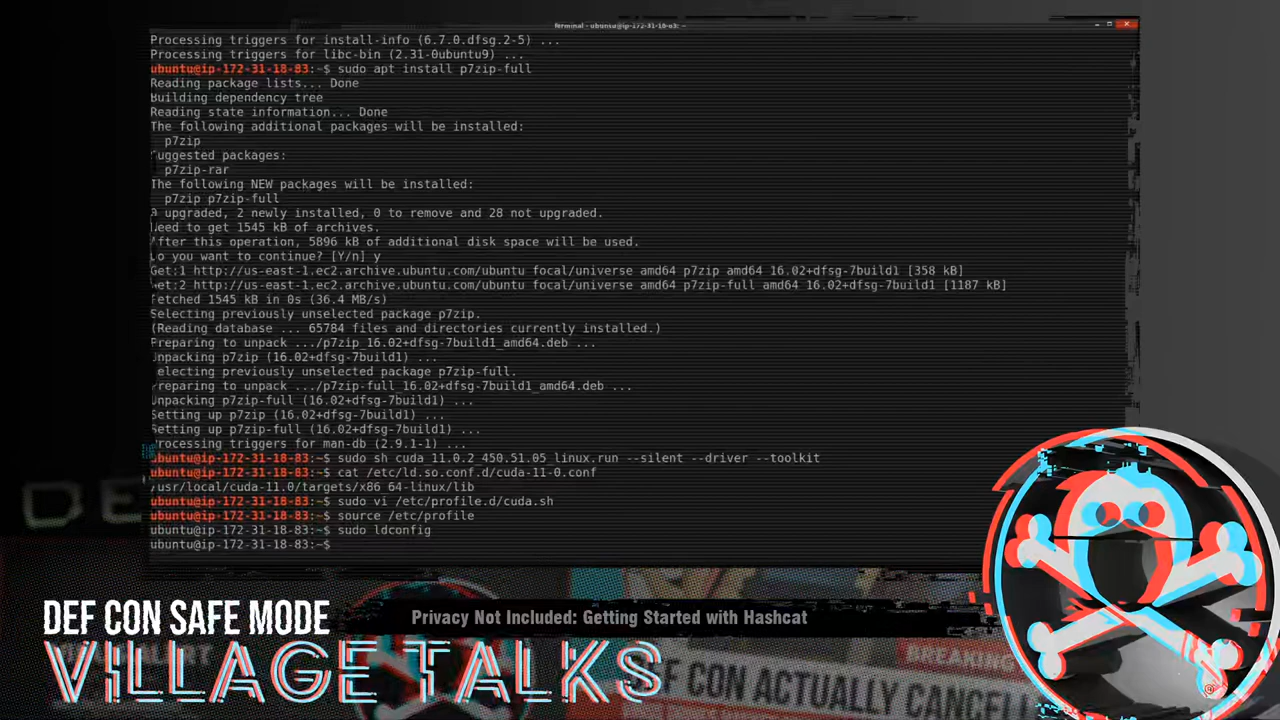 Terminal - ubuntu@ip-172-31-18-83: ~
Processing triggers for install-info (6.7.0.dfsg.2-5) ...
Processing triggers for libc-bin (2.31-0ubuntu9) ...
ubuntu@ip-172-31-18-83:~$ sudo apt install p7zip-full
Reading package lists... Done
Building dependency tree
Reading state information... Done
The following additional packages will be installed:
p7zip
Suggested packages:
p7zip-rar
The following NEW packages will be installed:
p7zip p7zip-full
0 upgraded, 2 newly installed, 0 to remove and 28 not upgraded.
Need to get 1545 kB of archives.
After this operation, 5896 kB of additional disk space will be used.
Do you want to continue? [Y/n] y
Get:1 http://us-east-1.ec2.archive.ubuntu.com/ubuntu focal/universe amd64 p7zip amd64 16.02+dfsg-7build1 [358 kB]
Get:2 http://us-east-1.ec2.archive.ubuntu.com/ubuntu focal/universe amd64 p7zip-full amd64 16.02+dfsg-7build1 [1187 kB]
Fetched 1545 kB in 0s (36.4 MB/s)
Selecting previously unselected package p7zip.
(Reading database ... 65784 files and directories currently installed.)
Preparing to unpack .../p7zip_16.02+dfsg-7build1_amd64.deb ...
Unpacking p7zip (16.02+dfsg-7build1) ...
Selecting previously unselected package p7zip-full.
Preparing to unpack .../p7zip-full_16.02+dfsg-7build1_amd64.deb ...
Unpacking p7zip-full (16.02+dfsg-7build1) ...
Setting up p7zip (16.02+dfsg-7build1) ...
Setting up p7zip-full (16.02+dfsg-7build1) ...
Processing triggers for man-db (2.9.1-1) ...
ubuntu@ip-172-31-18-83:~$ sudo sh cuda_11.0.2_450.51.05_linux.run --silent --driver --toolkit
ubuntu@ip-172-31-18-83:~$ cat /etc/ld.so.conf.d/cuda-11-0.conf
/usr/local/cuda-11.0/targets/x86_64-linux/lib
ubuntu@ip-172-31-18-83:~$ sudo vi /etc/profile.d/cuda.sh
ubuntu@ip-172-31-18-83:~$ source /etc/profile
ubuntu@ip-172-31-18-83:~$ sudo ldconfig
ubuntu@ip-172-31-18-83:~$
DEF CON SAFE MODE
VILLAGE TALKS
Privacy Not Included: Getting Started with Hashcat
DEF CON ACTUALLY